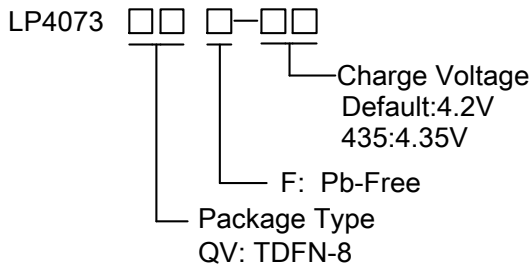 LP4073 □□ □-□□
Charge Voltage
Default:4.2V
435:4.35V
F: Pb-Free
Package Type
QV: TDFN-8